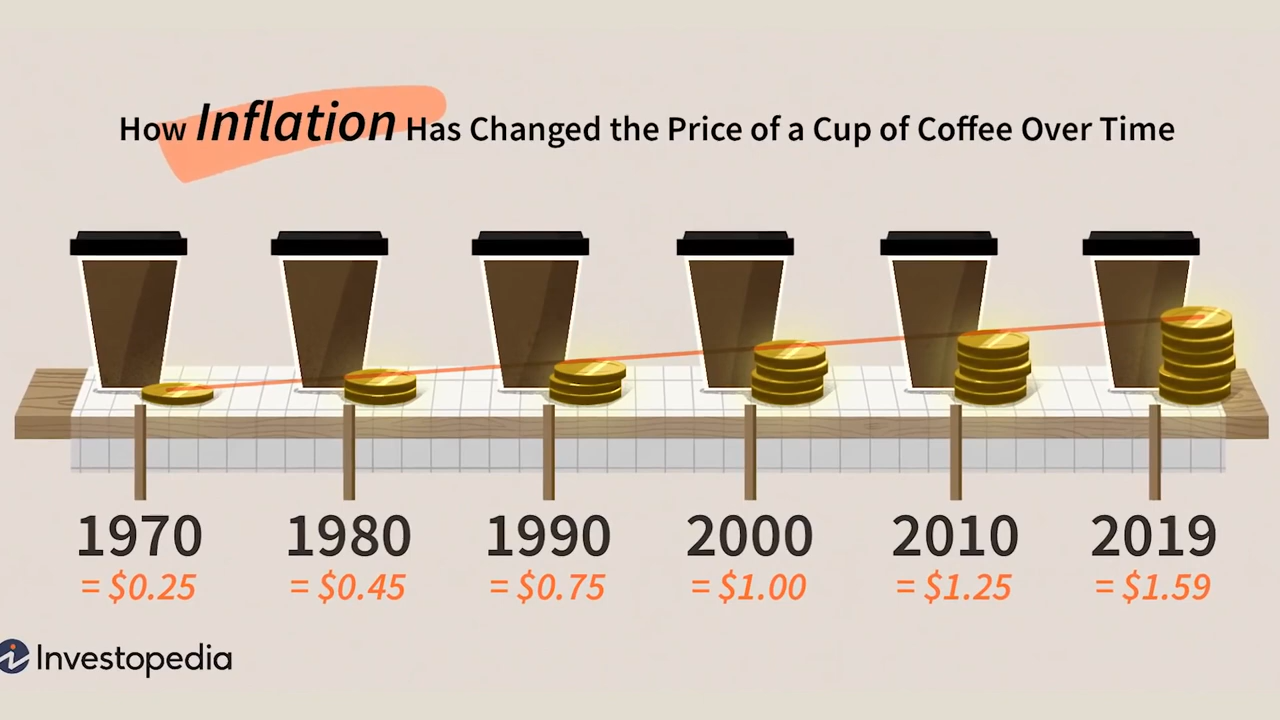 How Inflation Has Changed the Price of a Cup of Coffee Over Time
1970 1980 1990 2000 2010 2019
= $0.25 = $0.45 = $0.75 = $1.00 = $1.25 = $1.59
Investopedia